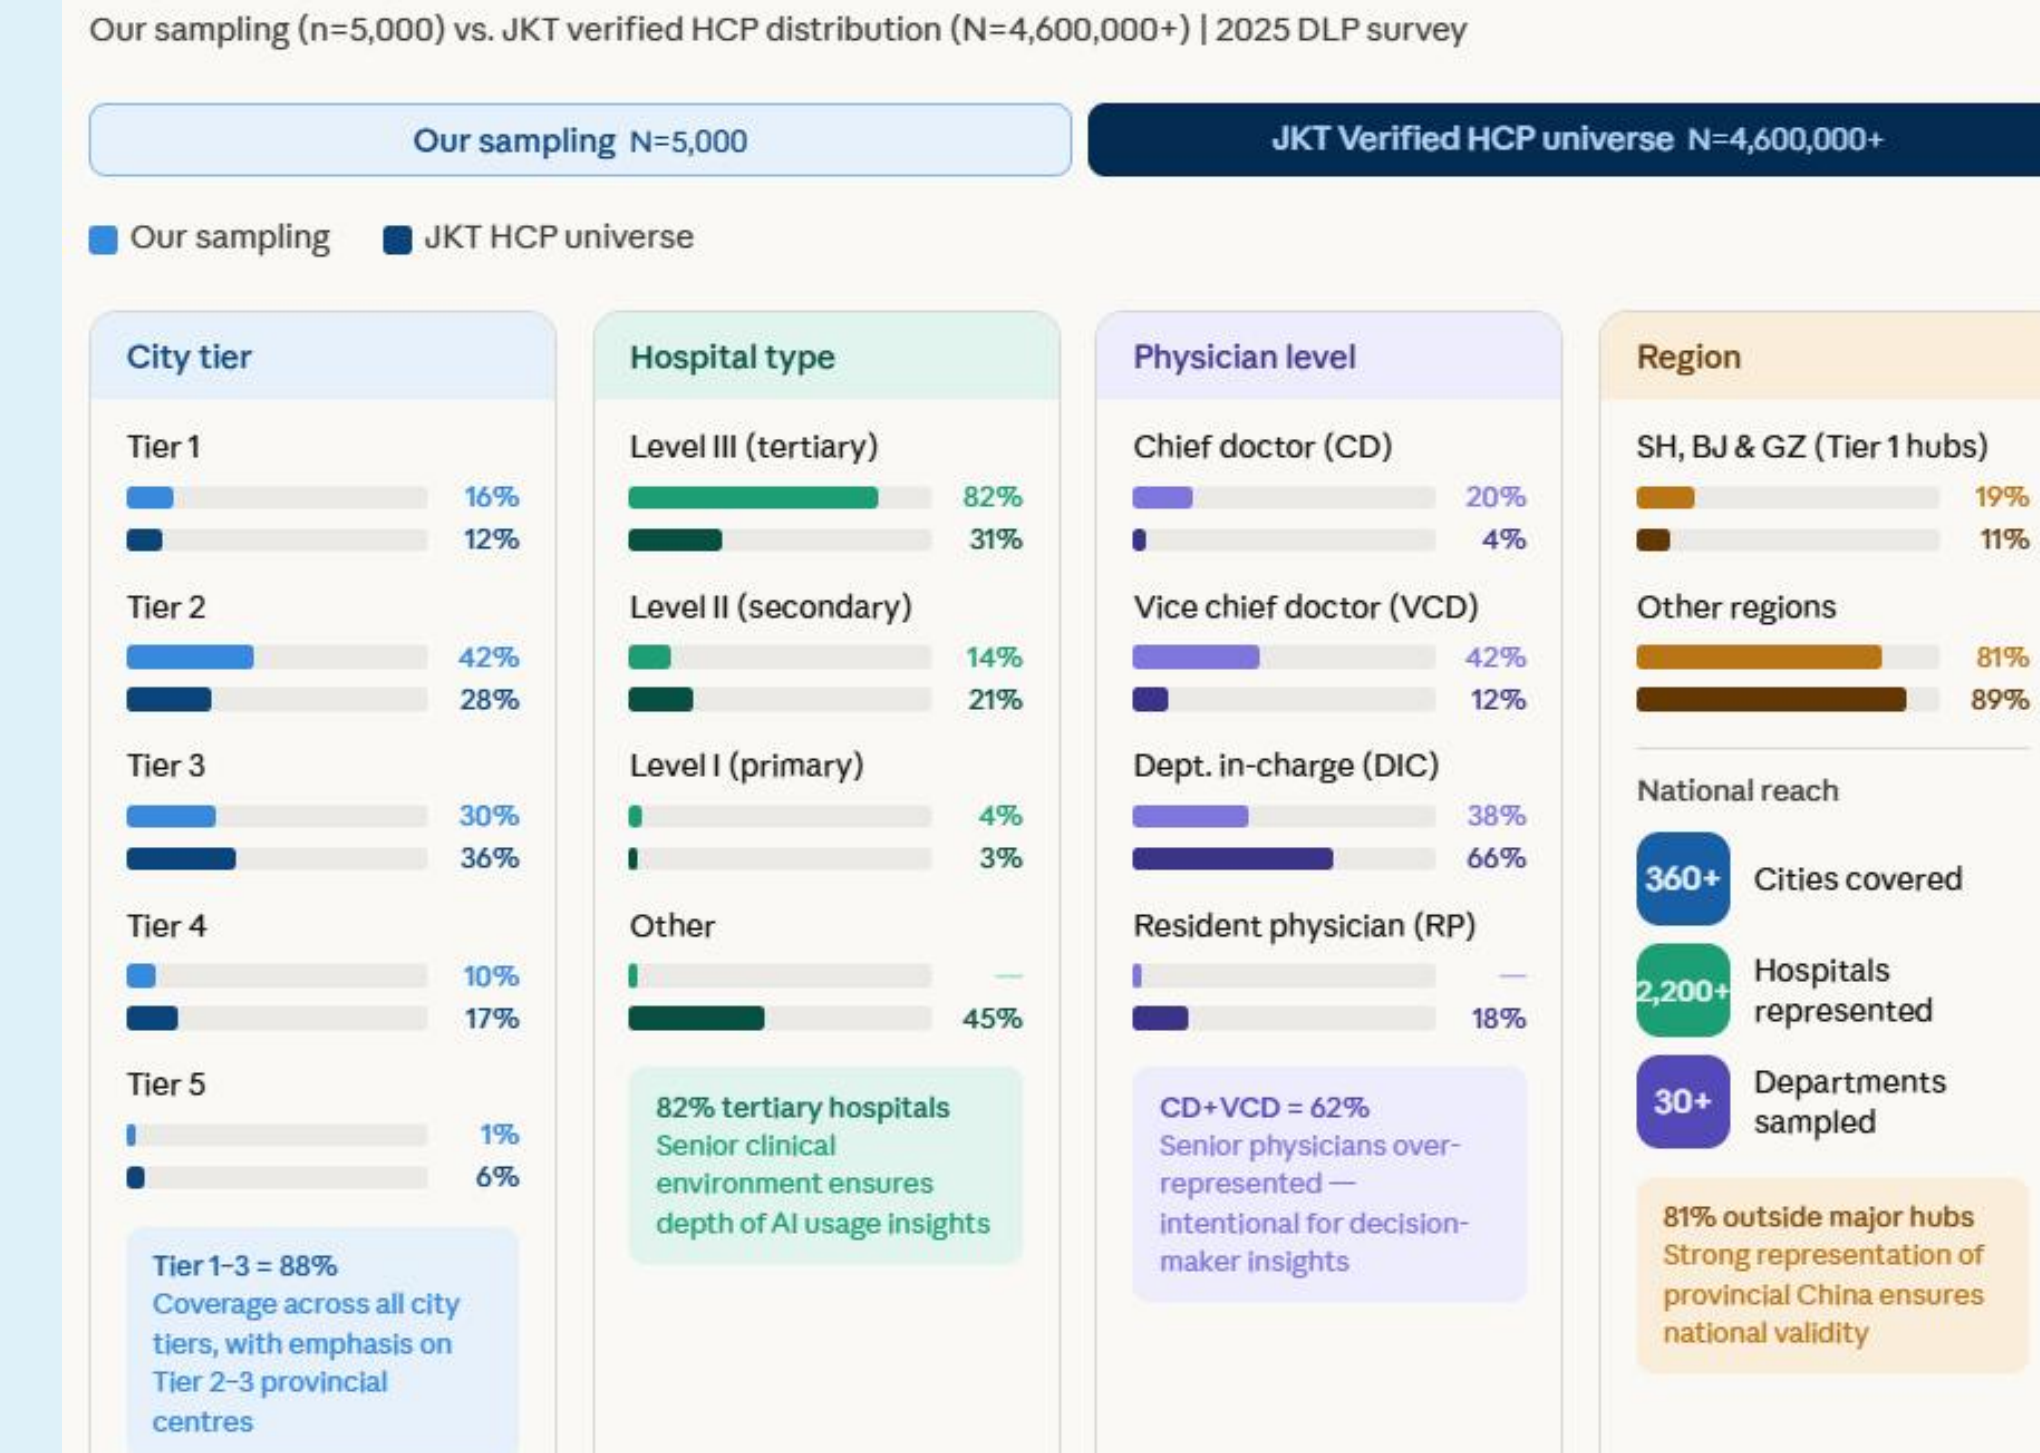 Our sampling (n=5,000) vs. JKT verified HCP distribution (N=4,600,000+) | 2025 DLP survey
Our sampling N=5,000
JKT Verified HCP universe N=4,600,000+
Our sampling
JKT HCP universe
City tier
Tier 1
16%
12%
Tier 2
42%
28%
Tier 3
30%
36%
Tier 4
10%
17%
Tier 5
1%
6%
Tier 1–3 = 88%
Coverage across all city
tiers, with emphasis on
Tier 2–3 provincial
centres
Hospital type
Level III (tertiary)
82%
31%
Level II (secondary)
14%
21%
Level I (primary)
4%
3%
Other
—
45%
82% tertiary hospitals
Senior clinical
environment ensures
depth of AI usage insights
Physician level
Chief doctor (CD)
20%
4%
Vice chief doctor (VCD)
42%
12%
Dept. in-charge (DIC)
38%
66%
Resident physician (RP)
—
18%
CD+VCD = 62%
Senior physicians over-
represented —
intentional for decision-
maker insights
Region
SH, BJ & GZ (Tier 1 hubs)
19%
11%
Other regions
81%
89%
National reach
360+
Cities covered
2,200+
Hospitals
represented
30+
Departments
sampled
81% outside major hubs
Strong representation of
provincial China ensures
national validity